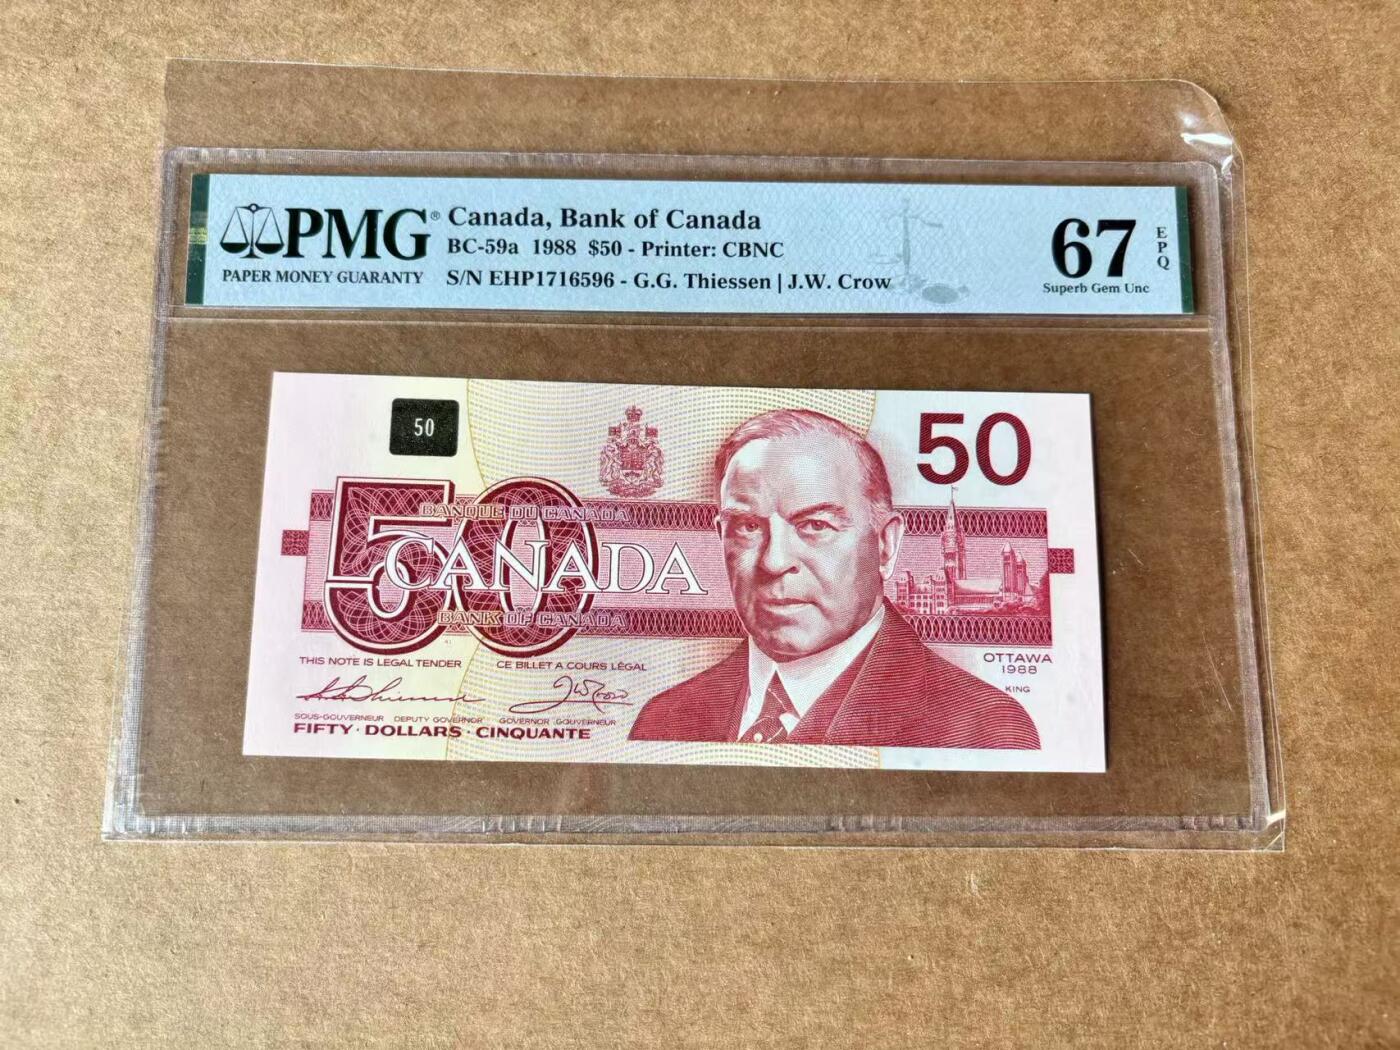 PMG®
PAPER MONEY GUARANTY
Canada, Bank of Canada
BC-59a 1988 $50 - Printer: CBNC
S/N EHP1716596 - G.G. Thiessen | J.W. Crow
67
EPQ
Superb Gem Unc
50
50
50
BANQUE DU CANADA
CANADA
BANK OF CANADA
THIS NOTE IS LEGAL TENDER
CE BILLET A COURS LÉGAL
OTTAWA
1988
KING
SOUS-GOUVERNEUR DEPUTY GOVERNOR
GOVERNOR GOUVERNEUR
FIFTY·DOLLARS·CINQUANTE